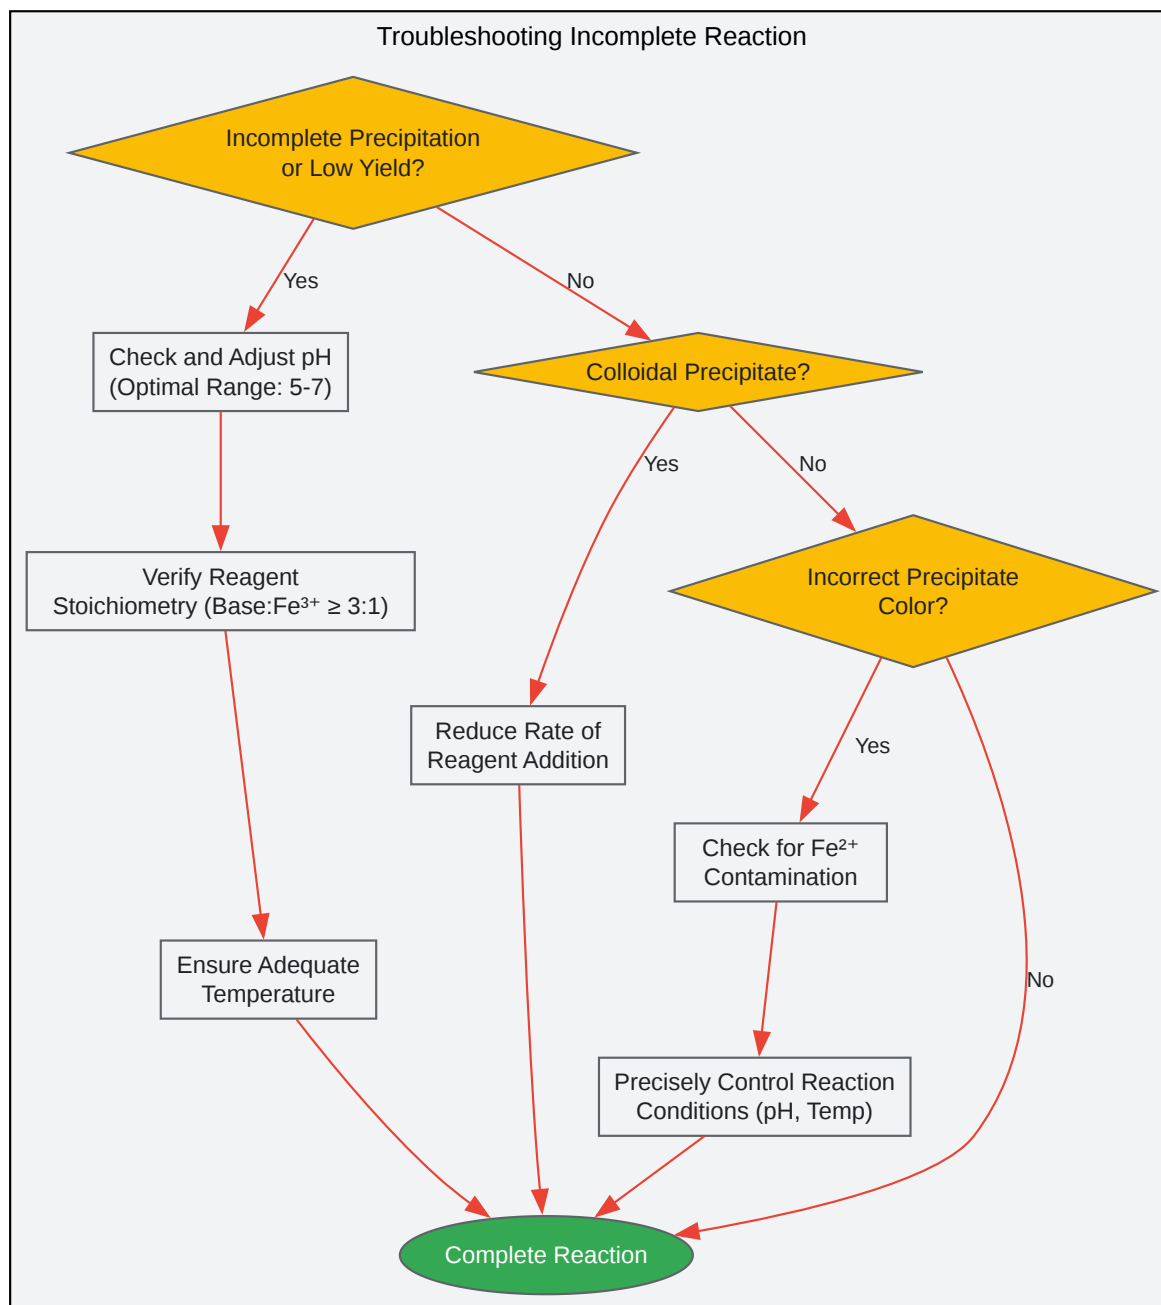 Troubleshooting Incomplete Reaction
Incomplete Precipitation
or Low Yield?
Yes
No
Check and Adjust pH
(Optimal Range: 5-7)
Colloidal Precipitate?
Yes
No
Verify Reagent
Stoichiometry (Base:Fe³⁺ ≥ 3:1)
Incorrect Precipitate
Color?
Reduce Rate of
Reagent Addition
Yes
Check for Fe²⁺
Contamination
Ensure Adequate
Temperature
No
Precisely Control Reaction
Conditions (pH, Temp)
Complete Reaction